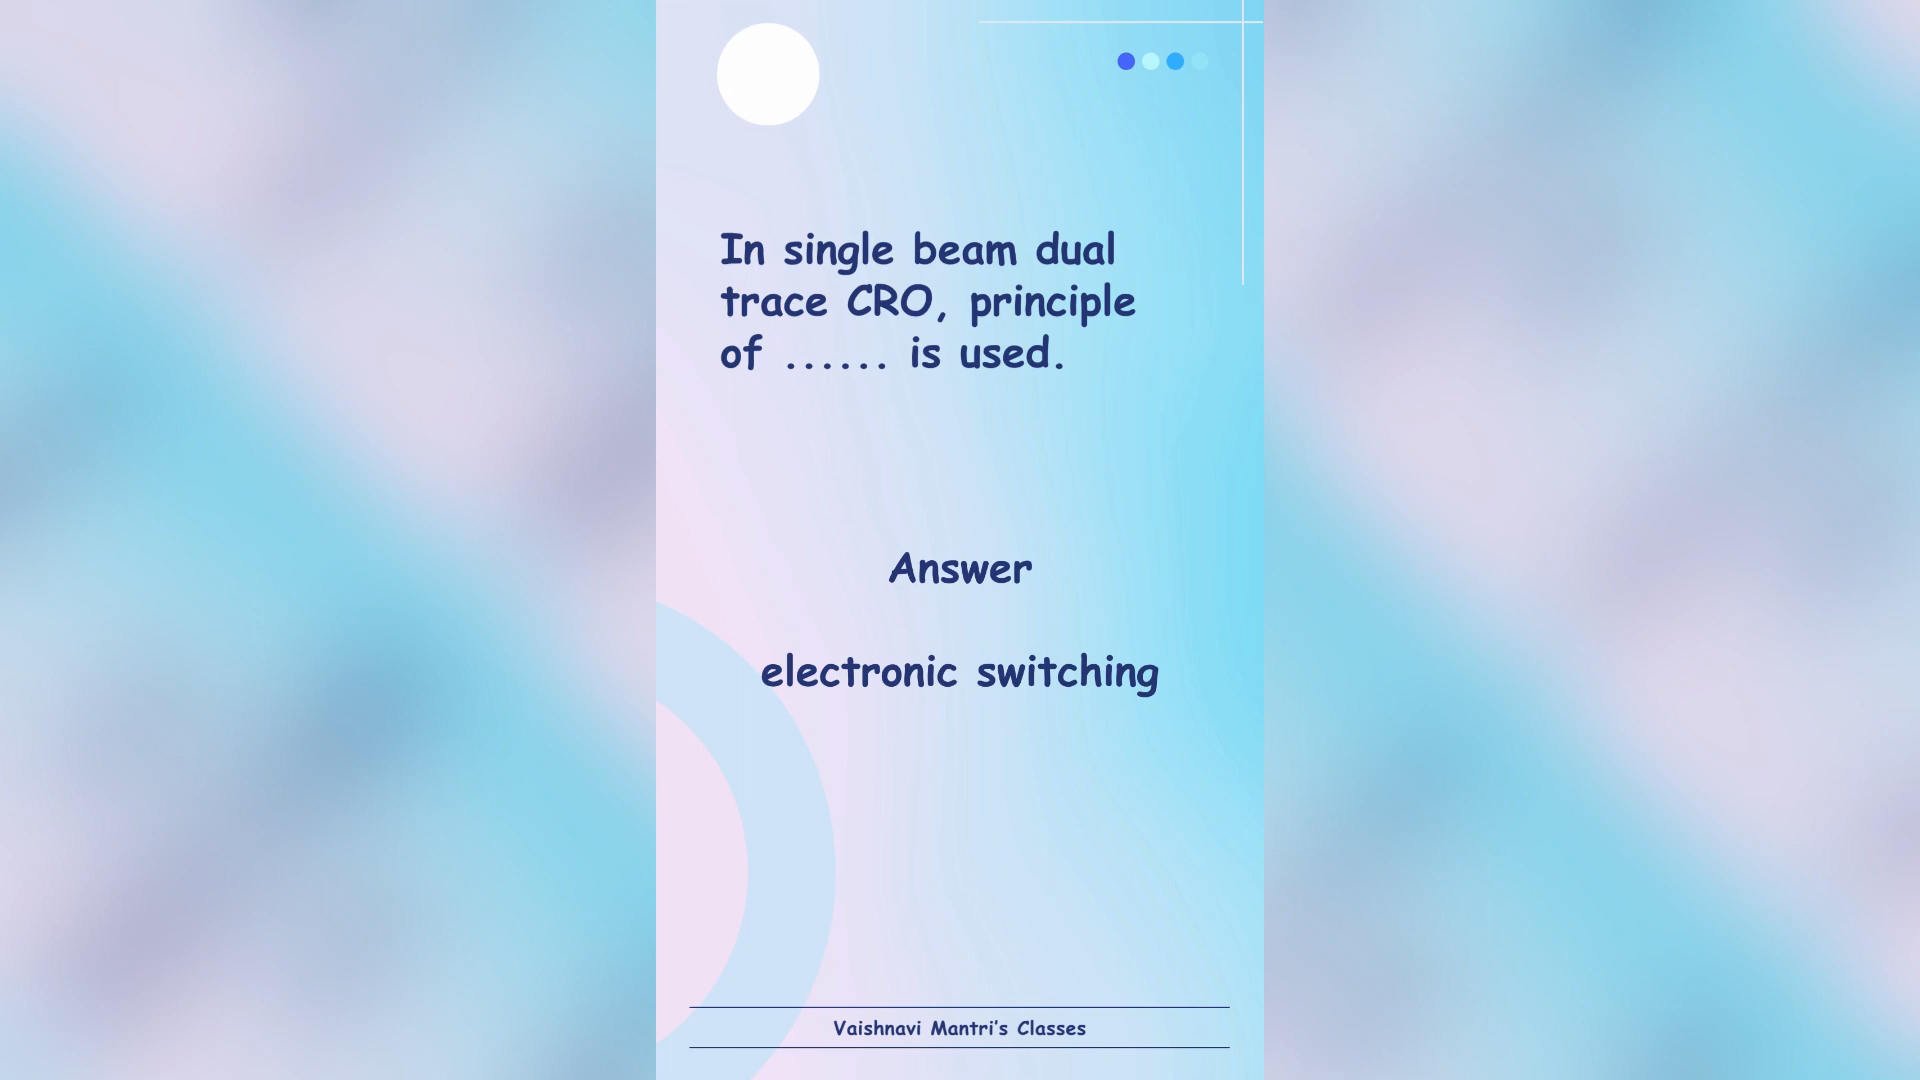 In single beam dual
trace CRO, principle
of ...... is used.
Answer
electronic switching
Vaishnavi Mantri's Classes